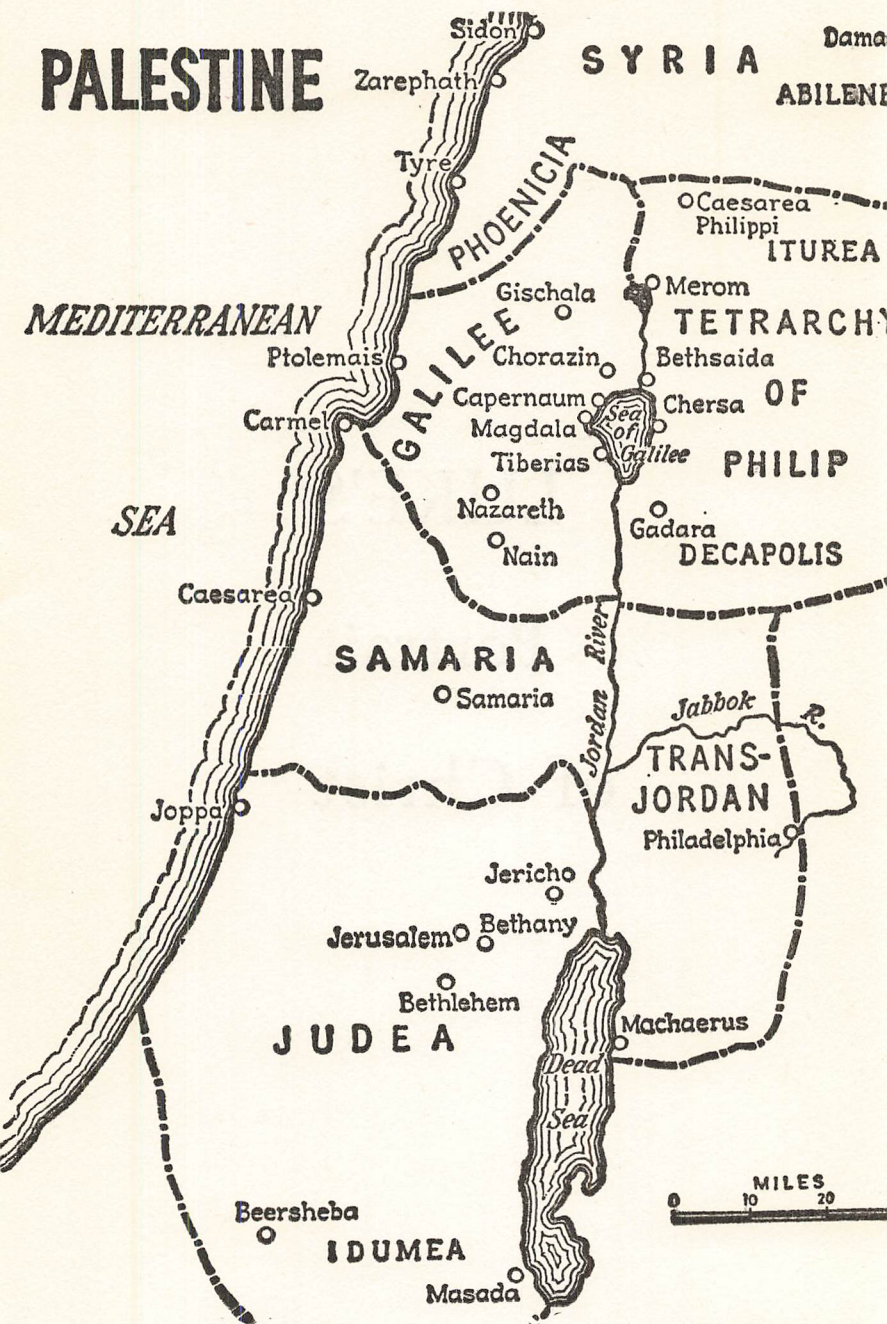 PALESTINE
Sidon
SYRIA
Dama
Zarephath
ABILENE
Tyre
PHOENICIA
Caesarea
Philippi
ITUREA
MEDITERRANEAN
Gischala
Merom
TETRARCHY
GALILEE
Ptolemais
Chorazin
Bethsaida
Capernaum
OF
Chersa
Carmel
Magdala
Sea
of
Galilee
Tiberias
PHILIP
SEA
Nazareth
Gadara
Nain
DECAPOLIS
Caesarea
SAMARIA
Jordan River
Samaria
Jabbok R.
TRANS-
JORDAN
Joppa
Philadelphia
Jericho
Jerusalem
Bethany
Bethlehem
JUDEA
Machaerus
Dead
Sea
MILES
0 10 20
Beersheba
IDUMEA
Masada